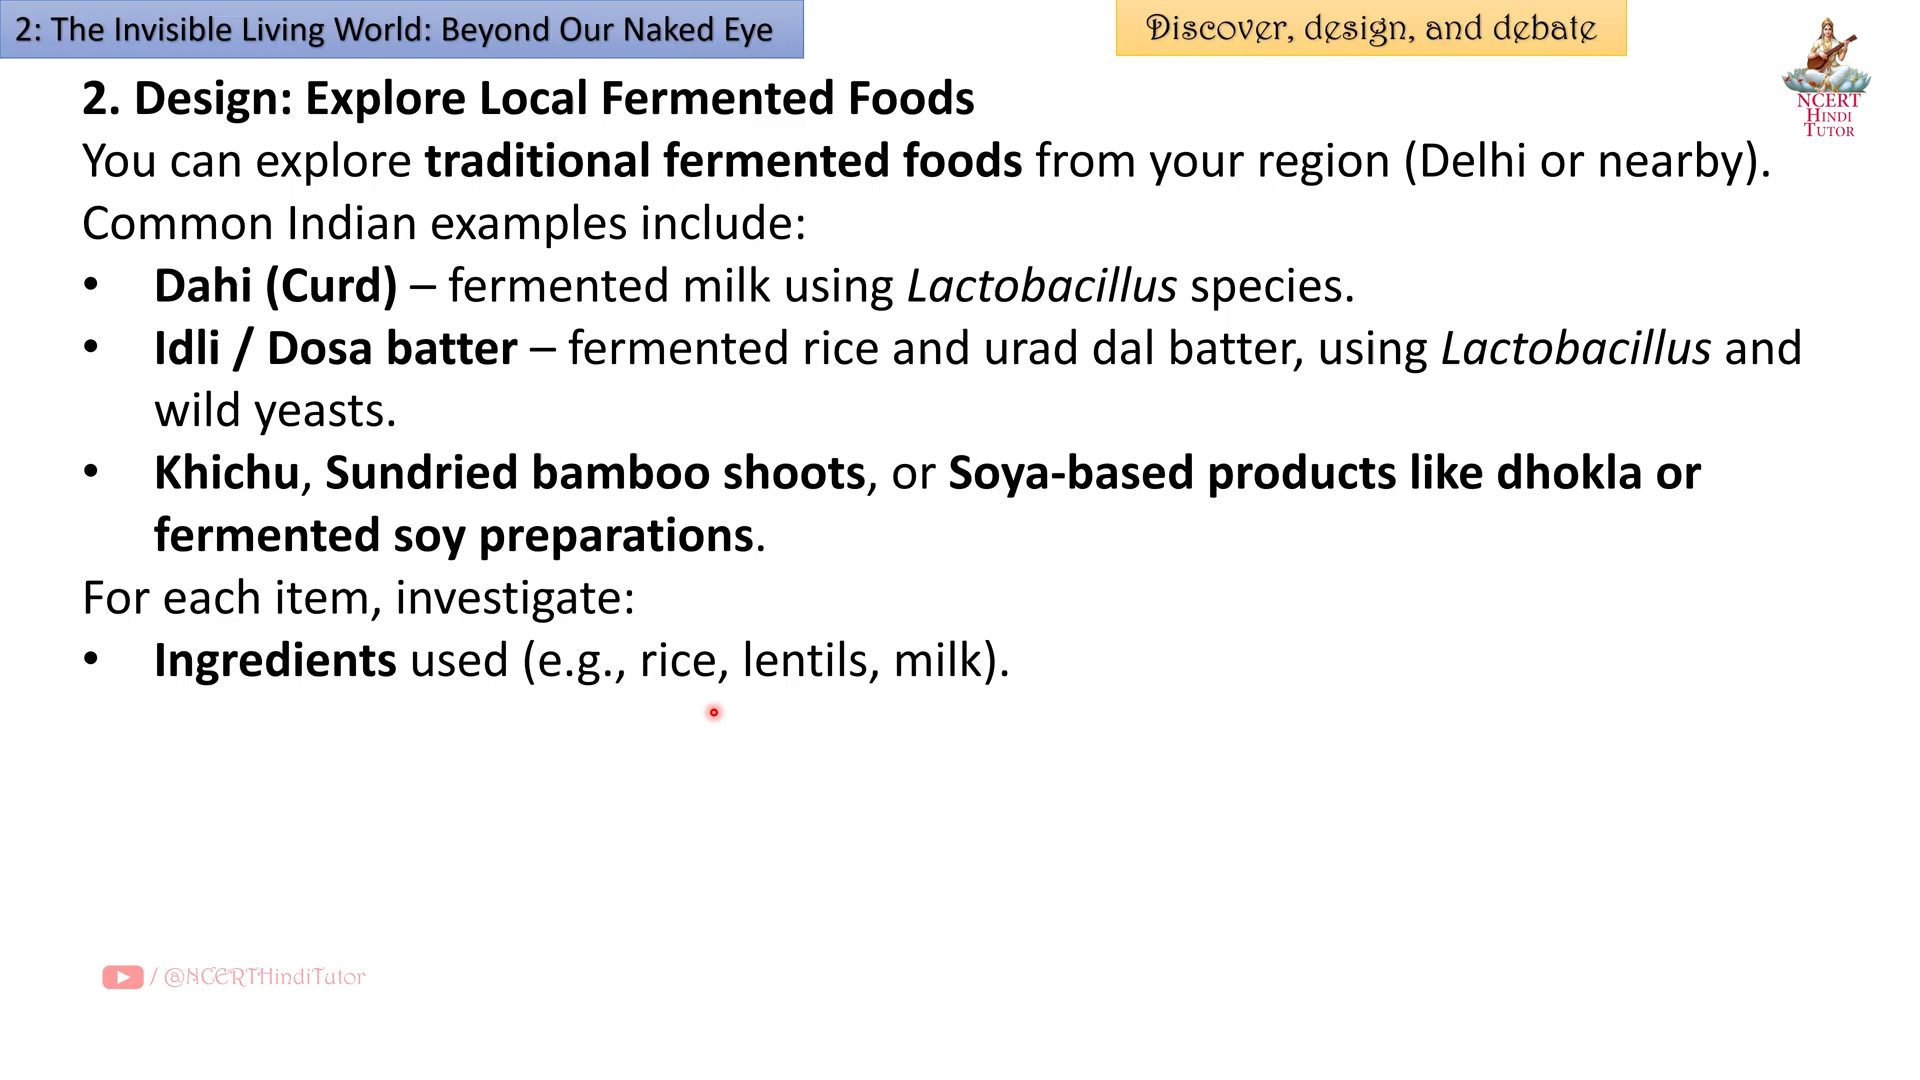 2: The Invisible Living World: Beyond Our Naked Eye
Discover, design, and debate
NCERT
HINDI
TUTOR
2. Design: Explore Local Fermented Foods
You can explore traditional fermented foods from your region (Delhi or nearby).
Common Indian examples include:
• Dahi (Curd) – fermented milk using Lactobacillus species.
• Idli / Dosa batter – fermented rice and urad dal batter, using Lactobacillus and
wild yeasts.
• Khichu, Sundried bamboo shoots, or Soya-based products like dhokla or
fermented soy preparations.
For each item, investigate:
• Ingredients used (e.g., rice, lentils, milk).
/ @NCERTHindiTutor